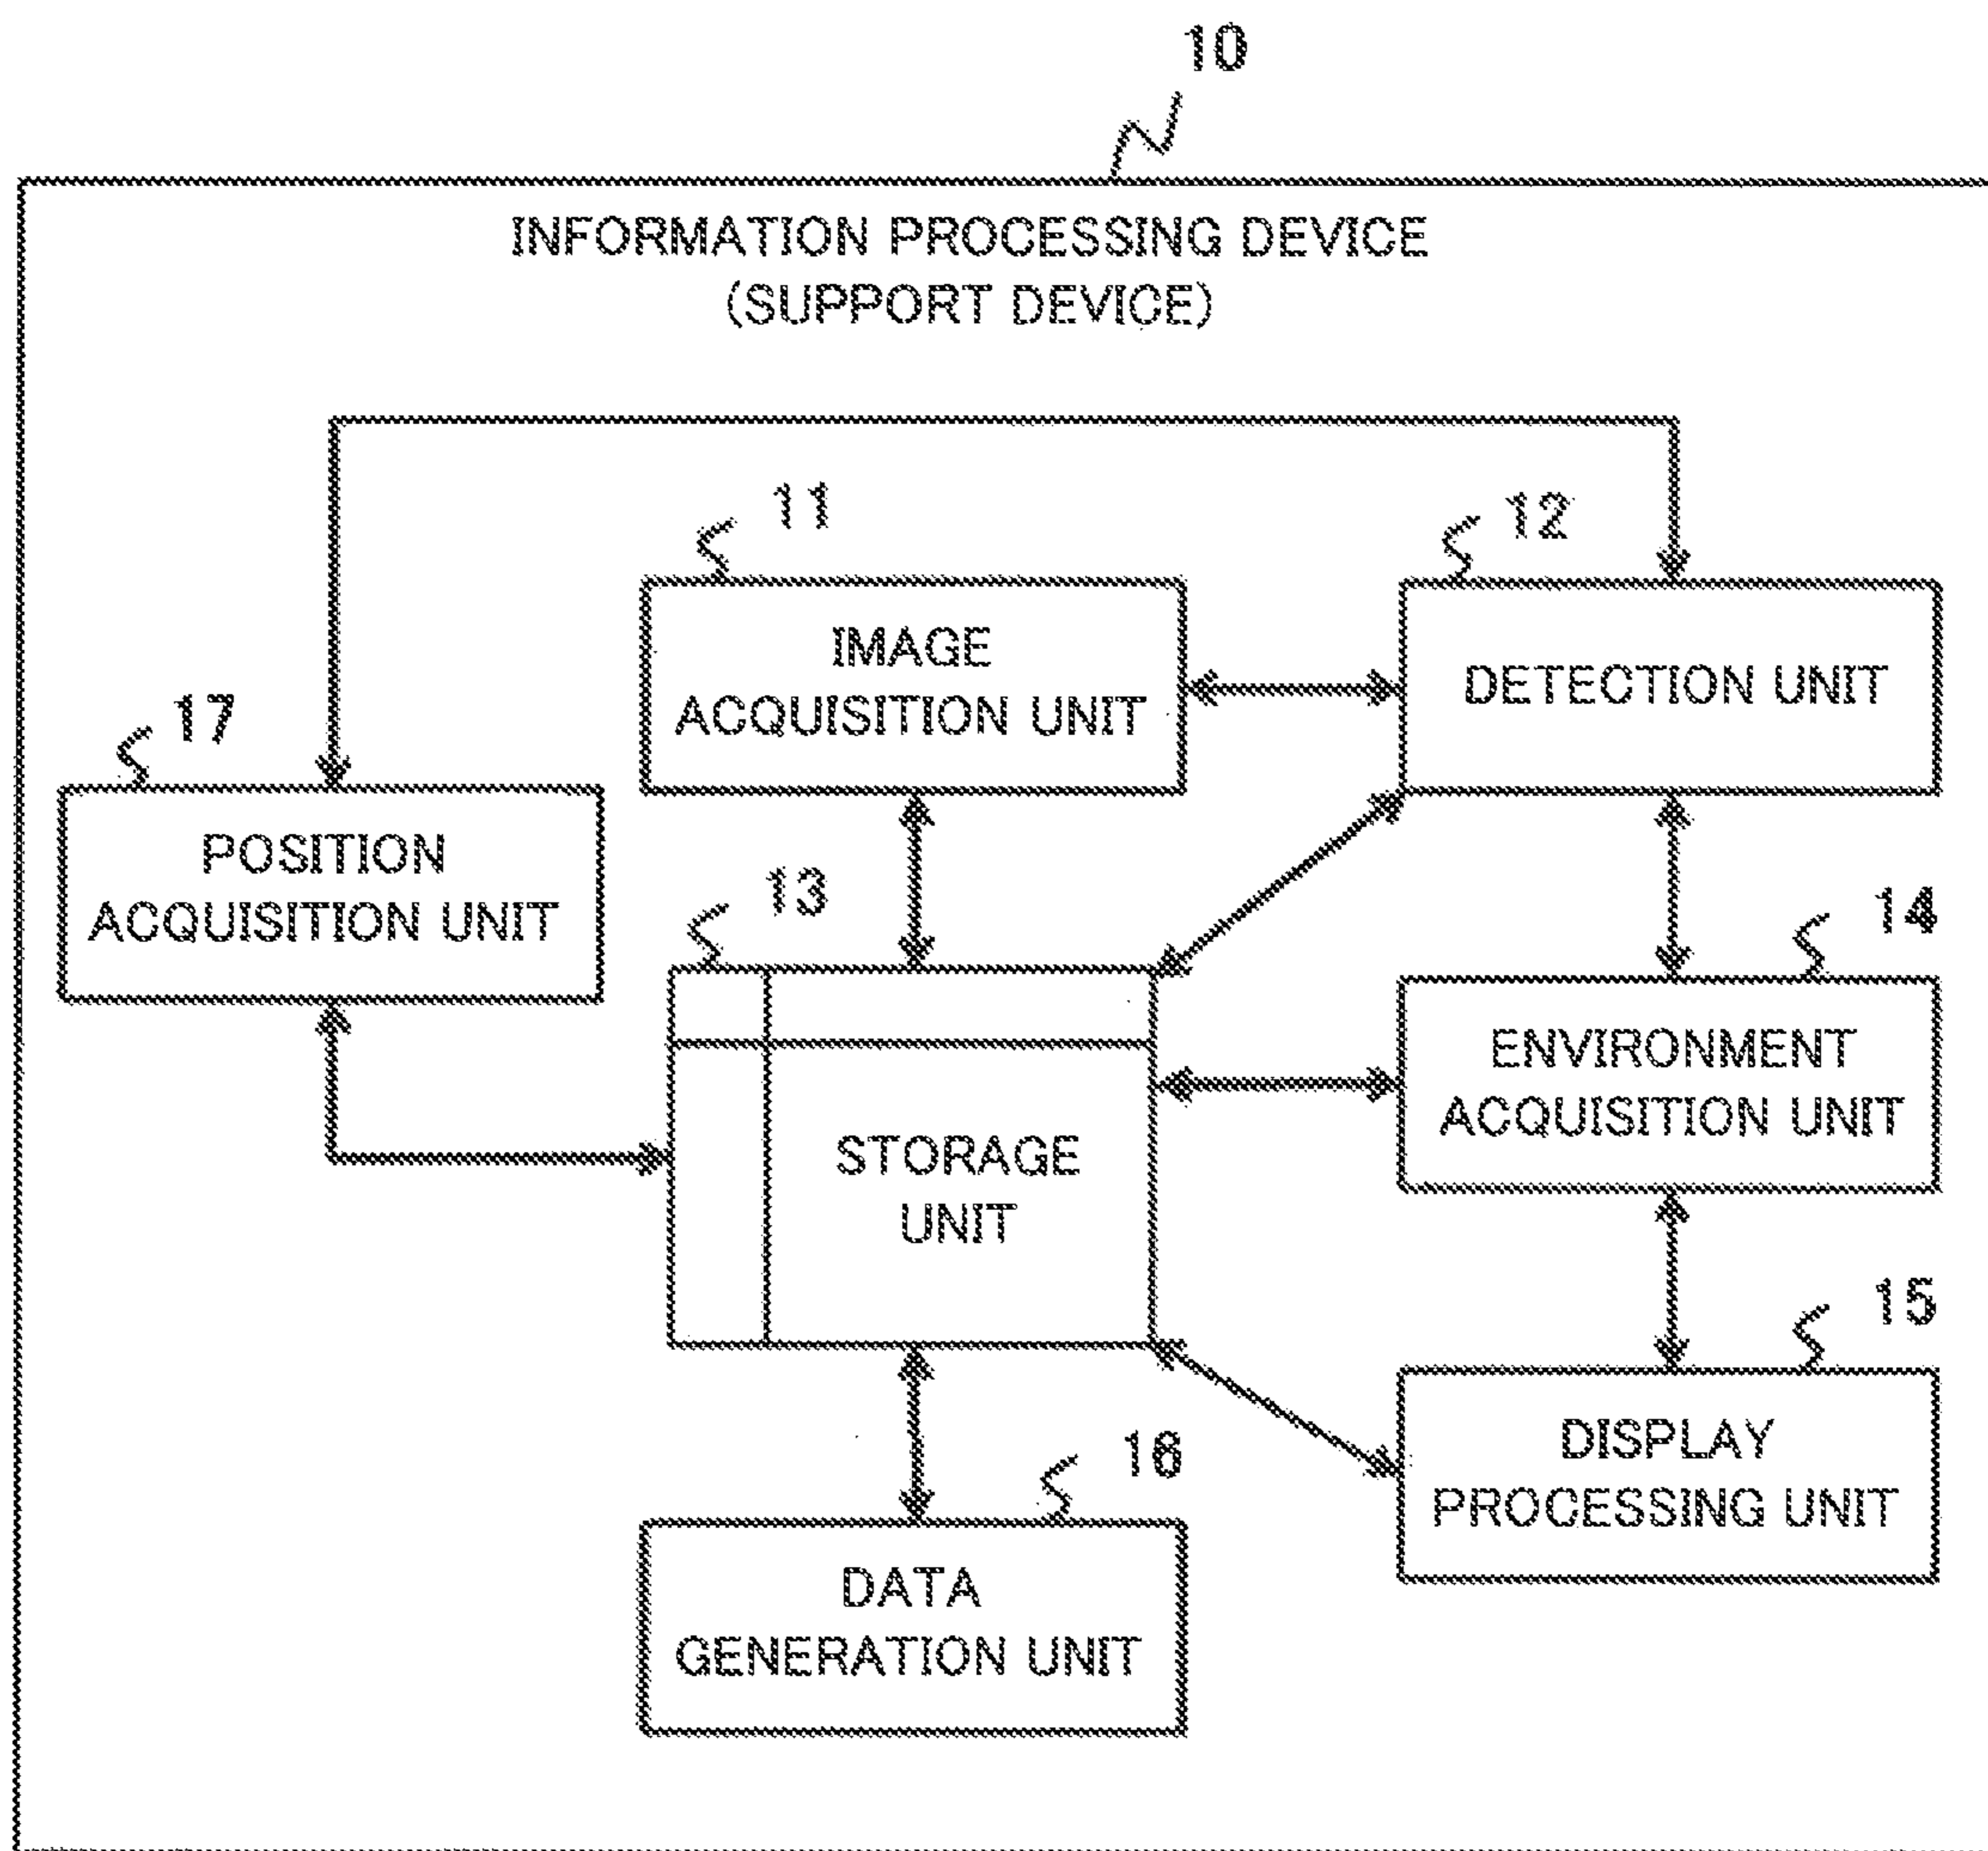 10
INFORMATION PROCESSING DEVICE
(SUPPORT DEVICE)
11
IMAGE
ACQUISITION UNIT
12
DETECTION UNIT
17
POSITION
ACQUISITION UNIT
13
STORAGE
UNIT
14
ENVIRONMENT
ACQUISITION UNIT
15
DISPLAY
PROCESSING UNIT
16
DATA
GENERATION UNIT